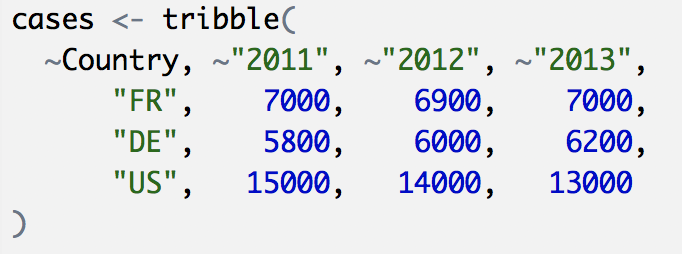 cases <- tribble(
~Country, ~"2011", ~"2012", ~"2013",
"FR", 7000, 6900, 7000,
"DE", 5800, 6000, 6200,
"US", 15000, 14000, 13000
)